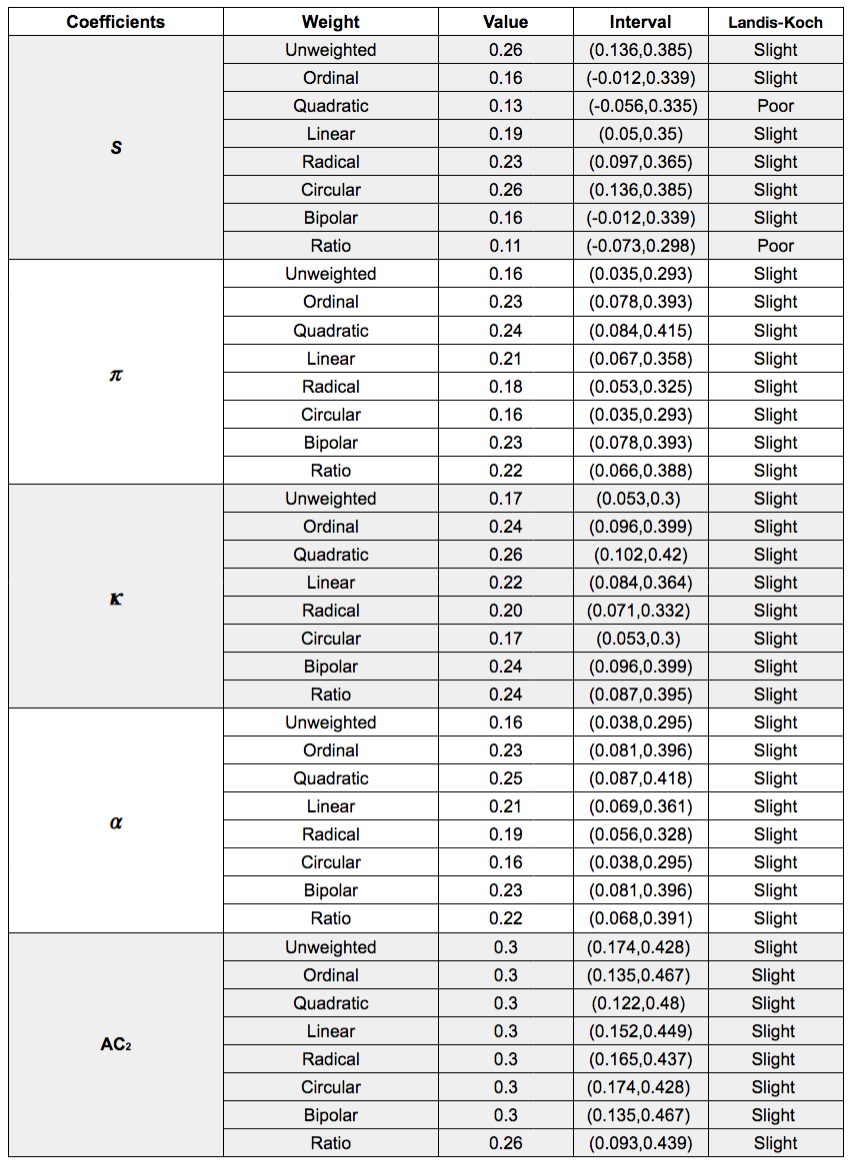 Coefficients Weight Value Interval Landis-Koch
S
Unweighted 0.26 (0.136,0.385) Slight
Ordinal 0.16 (-0.012,0.339) Slight
Quadratic 0.13 (-0.056,0.335) Poor
Linear 0.19 (0.05,0.35) Slight
Radical 0.23 (0.097,0.365) Slight
Circular 0.26 (0.136,0.385) Slight
Bipolar 0.16 (-0.012,0.339) Slight
Ratio 0.11 (-0.073,0.298) Poor
π
Unweighted 0.16 (0.035,0.293) Slight
Ordinal 0.23 (0.078,0.393) Slight
Quadratic 0.24 (0.084,0.415) Slight
Linear 0.21 (0.067,0.358) Slight
Radical 0.18 (0.053,0.325) Slight
Circular 0.16 (0.035,0.293) Slight
Bipolar 0.23 (0.078,0.393) Slight
Ratio 0.22 (0.066,0.388) Slight
κ
Unweighted 0.17 (0.053,0.3) Slight
Ordinal 0.24 (0.096,0.399) Slight
Quadratic 0.26 (0.102,0.42) Slight
Linear 0.22 (0.084,0.364) Slight
Radical 0.20 (0.071,0.332) Slight
Circular 0.17 (0.053,0.3) Slight
Bipolar 0.24 (0.096,0.399) Slight
Ratio 0.24 (0.087,0.395) Slight
α
Unweighted 0.16 (0.038,0.295) Slight
Ordinal 0.23 (0.081,0.396) Slight
Quadratic 0.25 (0.087,0.418) Slight
Linear 0.21 (0.069,0.361) Slight
Radical 0.19 (0.056,0.328) Slight
Circular 0.16 (0.038,0.295) Slight
Bipolar 0.23 (0.081,0.396) Slight
Ratio 0.22 (0.068,0.391) Slight
AC₂
Unweighted 0.3 (0.174,0.428) Slight
Ordinal 0.3 (0.135,0.467) Slight
Quadratic 0.3 (0.122,0.48) Slight
Linear 0.3 (0.152,0.449) Slight
Radical 0.3 (0.165,0.437) Slight
Circular 0.3 (0.174,0.428) Slight
Bipolar 0.3 (0.135,0.467) Slight
Ratio 0.26 (0.093,0.439) Slight